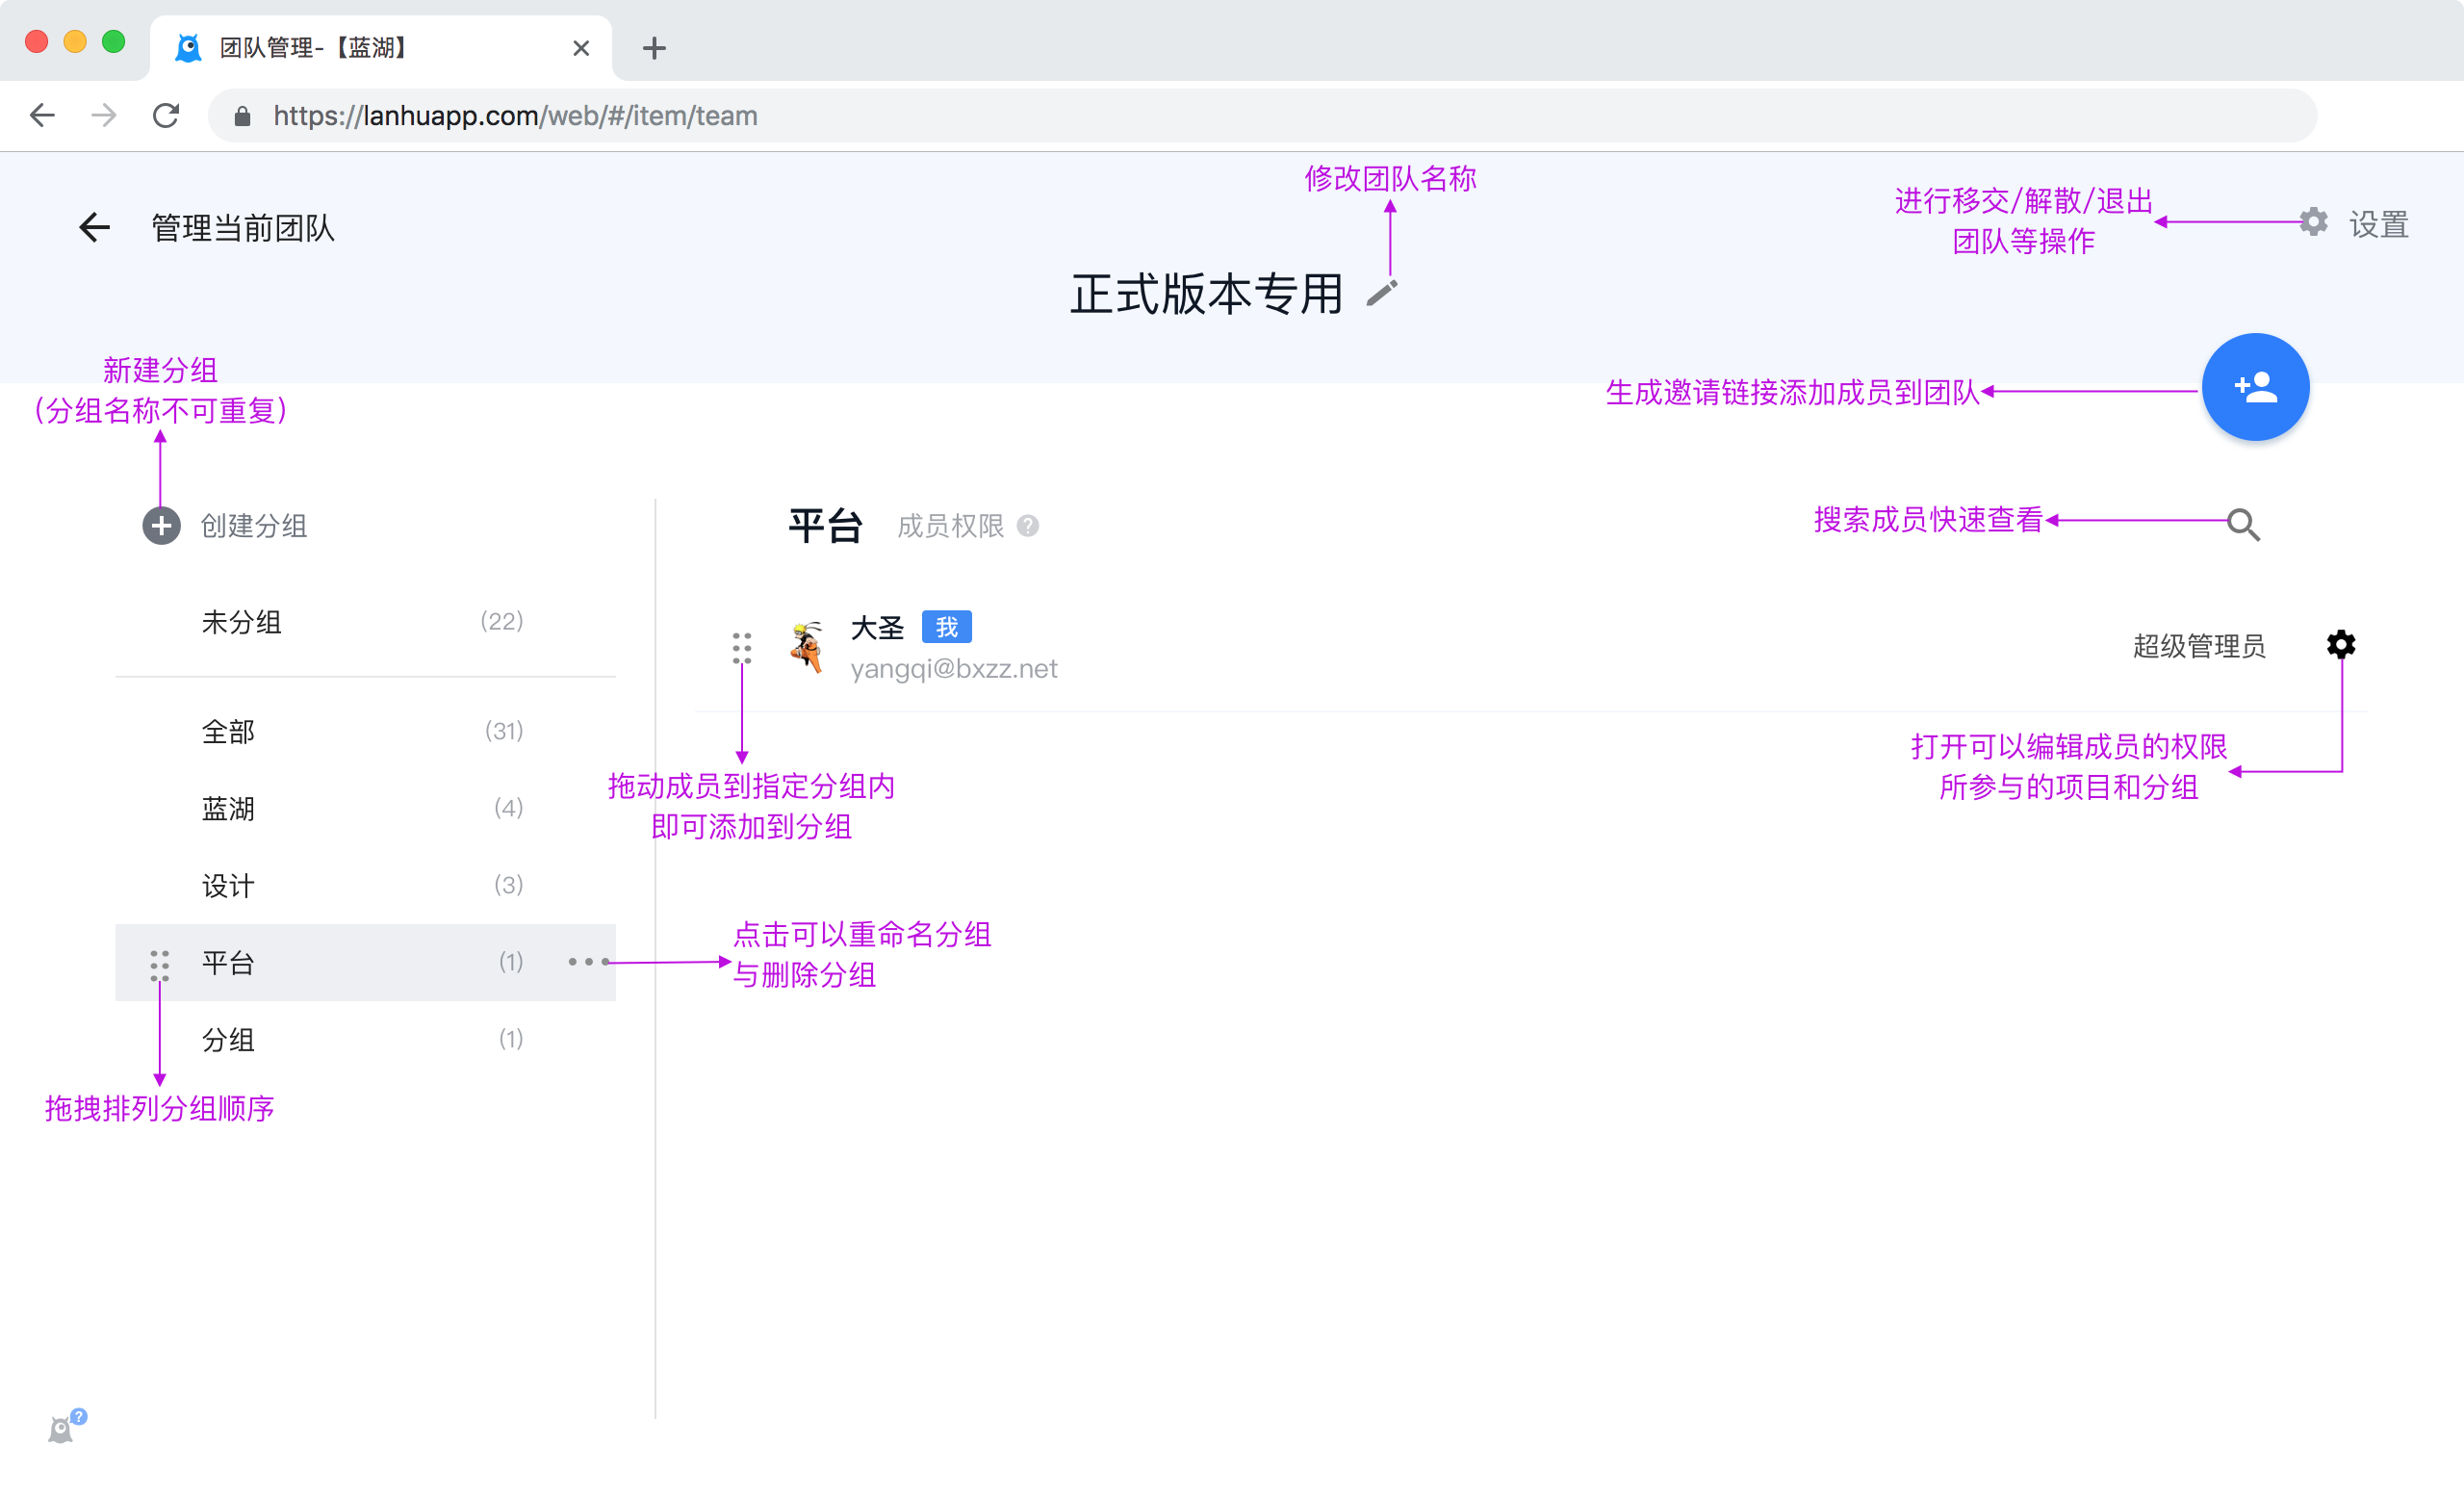 团队管理-【蓝湖】
https://lanhuapp.com/web/#/item/team
修改团队名称
进行移交/解散/退出
团队等操作
设置
管理当前团队
正式版本专用
新建分组
（分组名称不可重复）
生成邀请链接添加成员到团队
创建分组
平台
成员权限
?
搜索成员快速查看
未分组
(22)
大圣
我
yangqi@bxzz.net
超级管理员
全部
(31)
打开可以编辑成员的权限
所参与的项目和分组
拖动成员到指定分组内
即可添加到分组
蓝湖
(4)
设计
(3)
平台
(1)
点击可以重命名分组
与删除分组
分组
(1)
拖拽排列分组顺序
?